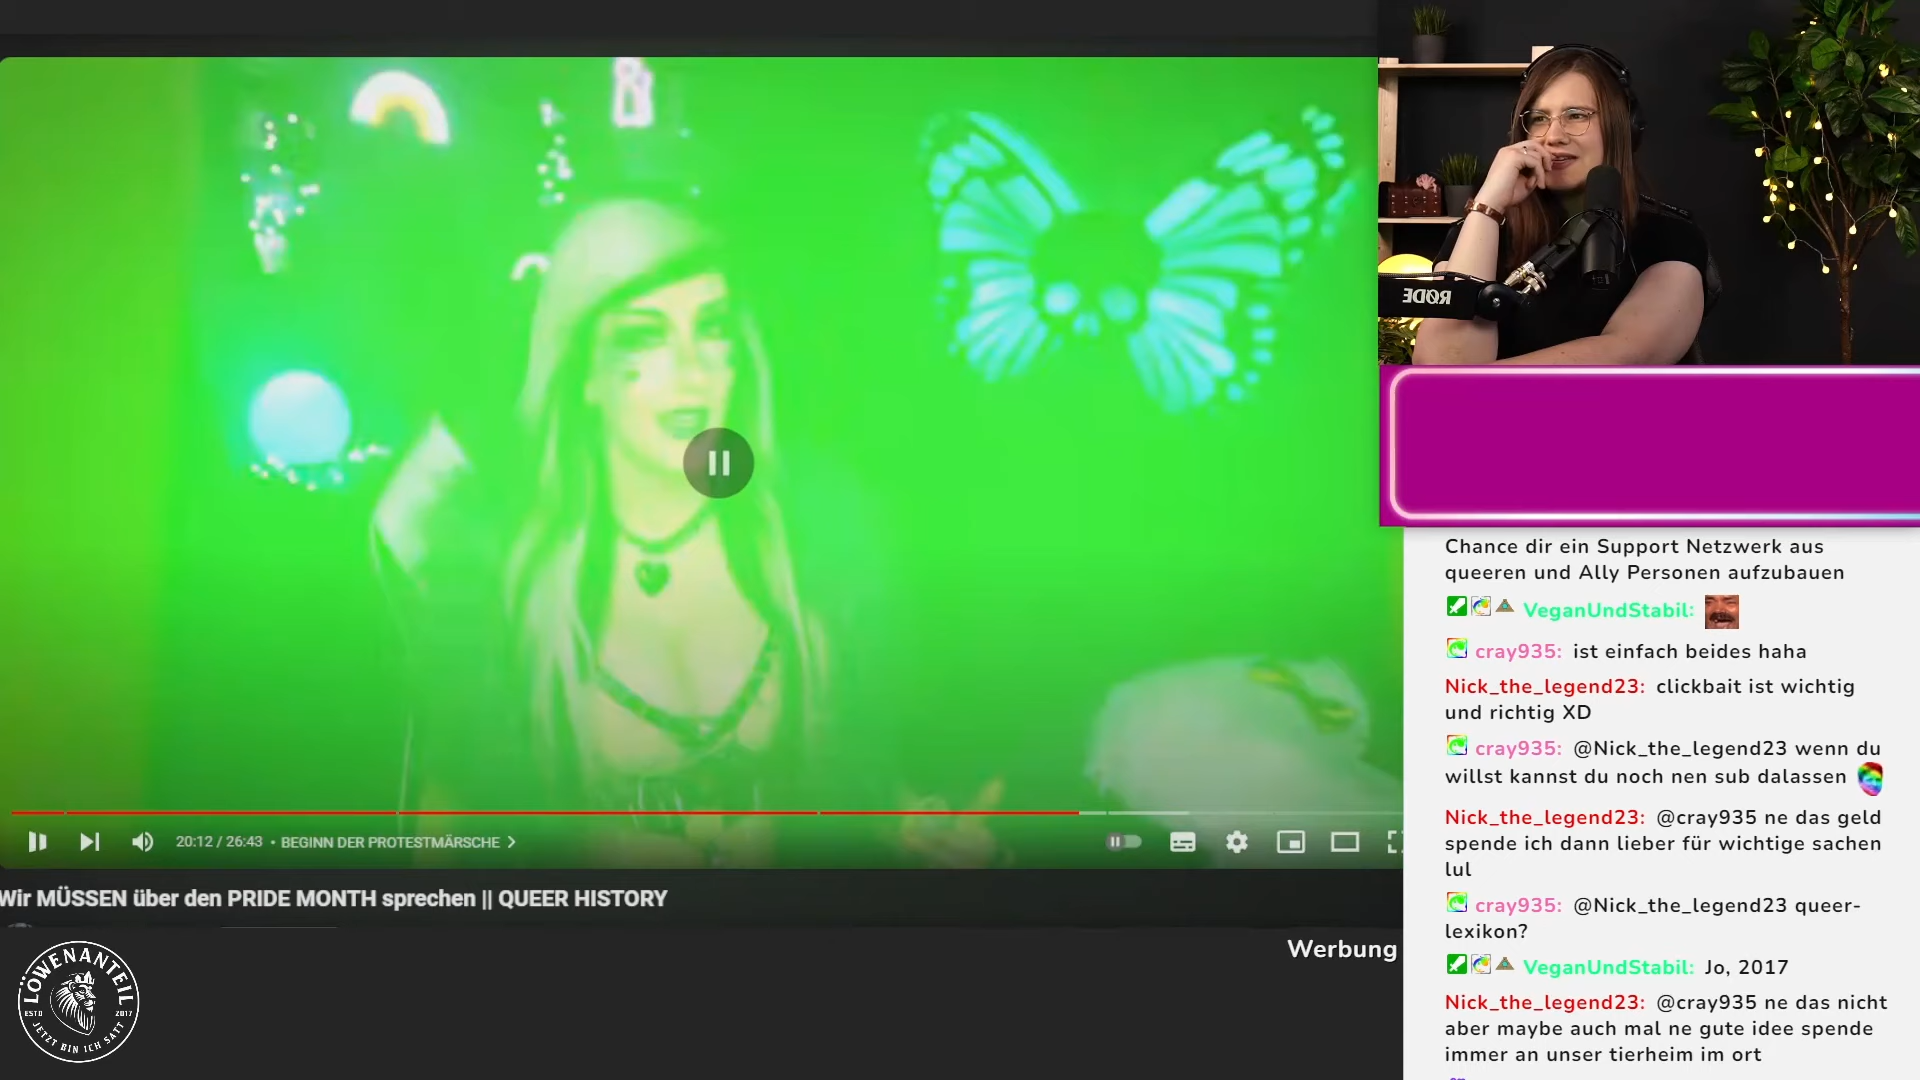 RØDE
20:12 / 26:43 • BEGINN DER PROTESTMÄRSCHE
Wir MÜSSEN über den PRIDE MONTH sprechen || QUEER HISTORY
LÖWENANTEIL
ESTD 2017
JETZT BIN ICH SATT
Werbung
Chance dir ein Support Netzwerk aus
queeren und Ally Personen aufzubauen
VeganUndStabil:
cray935: ist einfach beides haha
Nick_the_legend23: clickbait ist wichtig
und richtig XD
cray935: @Nick_the_legend23 wenn du
willst kannst du noch nen sub dalassen
Nick_the_legend23: @cray935 ne das geld
spende ich dann lieber für wichtige sachen
lul
cray935: @Nick_the_legend23 queer-
lexikon?
VeganUndStabil: Jo, 2017
Nick_the_legend23: @cray935 ne das nicht
aber maybe auch mal ne gute idee spende
immer an unser tierheim im ort